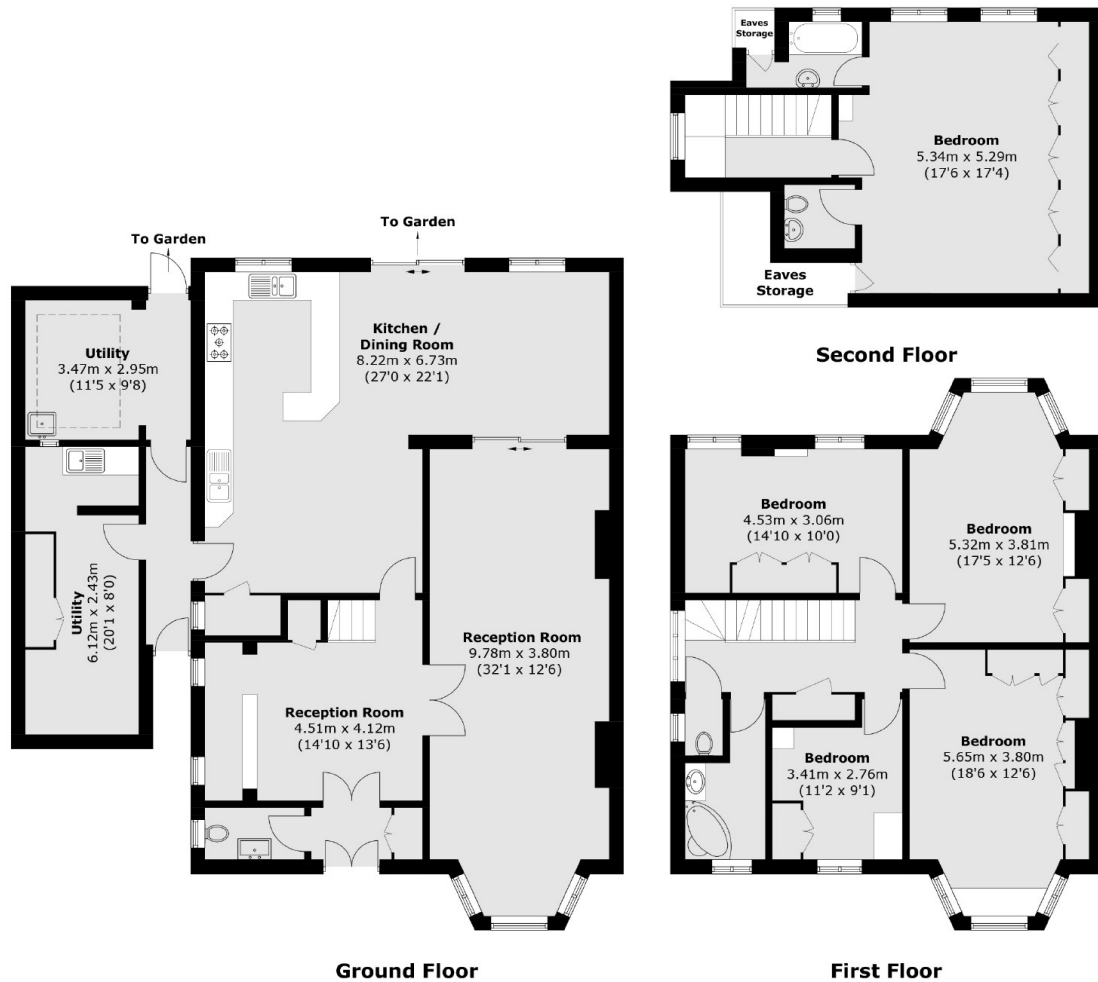 Eaves
Storage
Bedroom
5.34m x 5.29m
(17'6 x 17'4)
Eaves
Storage
Second Floor
To Garden
To Garden
Utility
3.47m x 2.95m
(11'5 x 9'8)
Kitchen /
Dining Room
8.22m x 6.73m
(27'0 x 22'1)
Utility
6.12m x 2.43m
(20'1 x 8'0)
Reception Room
9.78m x 3.80m
(32'1 x 12'6)
Reception Room
4.51m x 4.12m
(14'10 x 13'6)
Ground Floor
Bedroom
4.53m x 3.06m
(14'10 x 10'0)
Bedroom
5.32m x 3.81m
(17'5 x 12'6)
Bedroom
3.41m x 2.76m
(11'2 x 9'1)
Bedroom
5.65m x 3.80m
(18'6 x 12'6)
First Floor